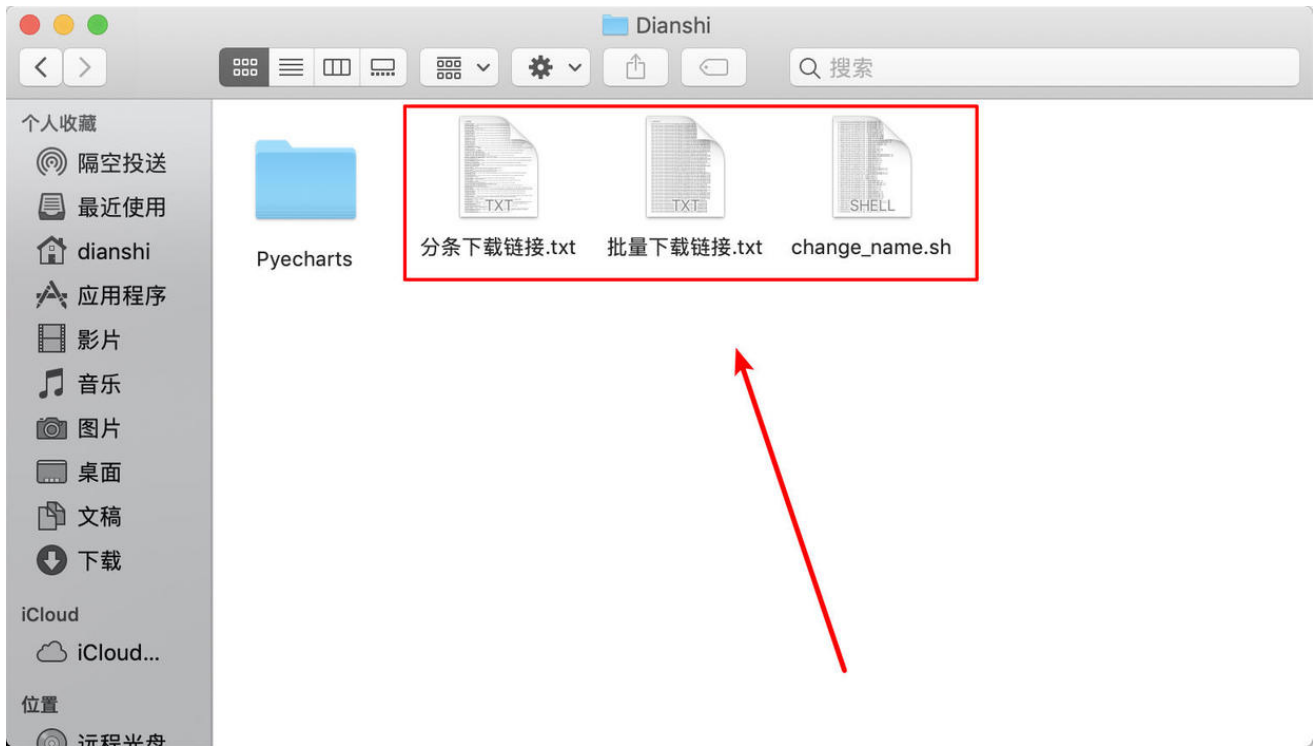 Dianshi
搜索
个人收藏
隔空投送
最近使用
dianshi
应用程序
影片
音乐
图片
桌面
文稿
下载
iCloud
iCloud...
位置
远程光盘
Pyecharts
TXT
分条下载链接.txt
TXT
批量下载链接.txt
SHELL
change_name.sh